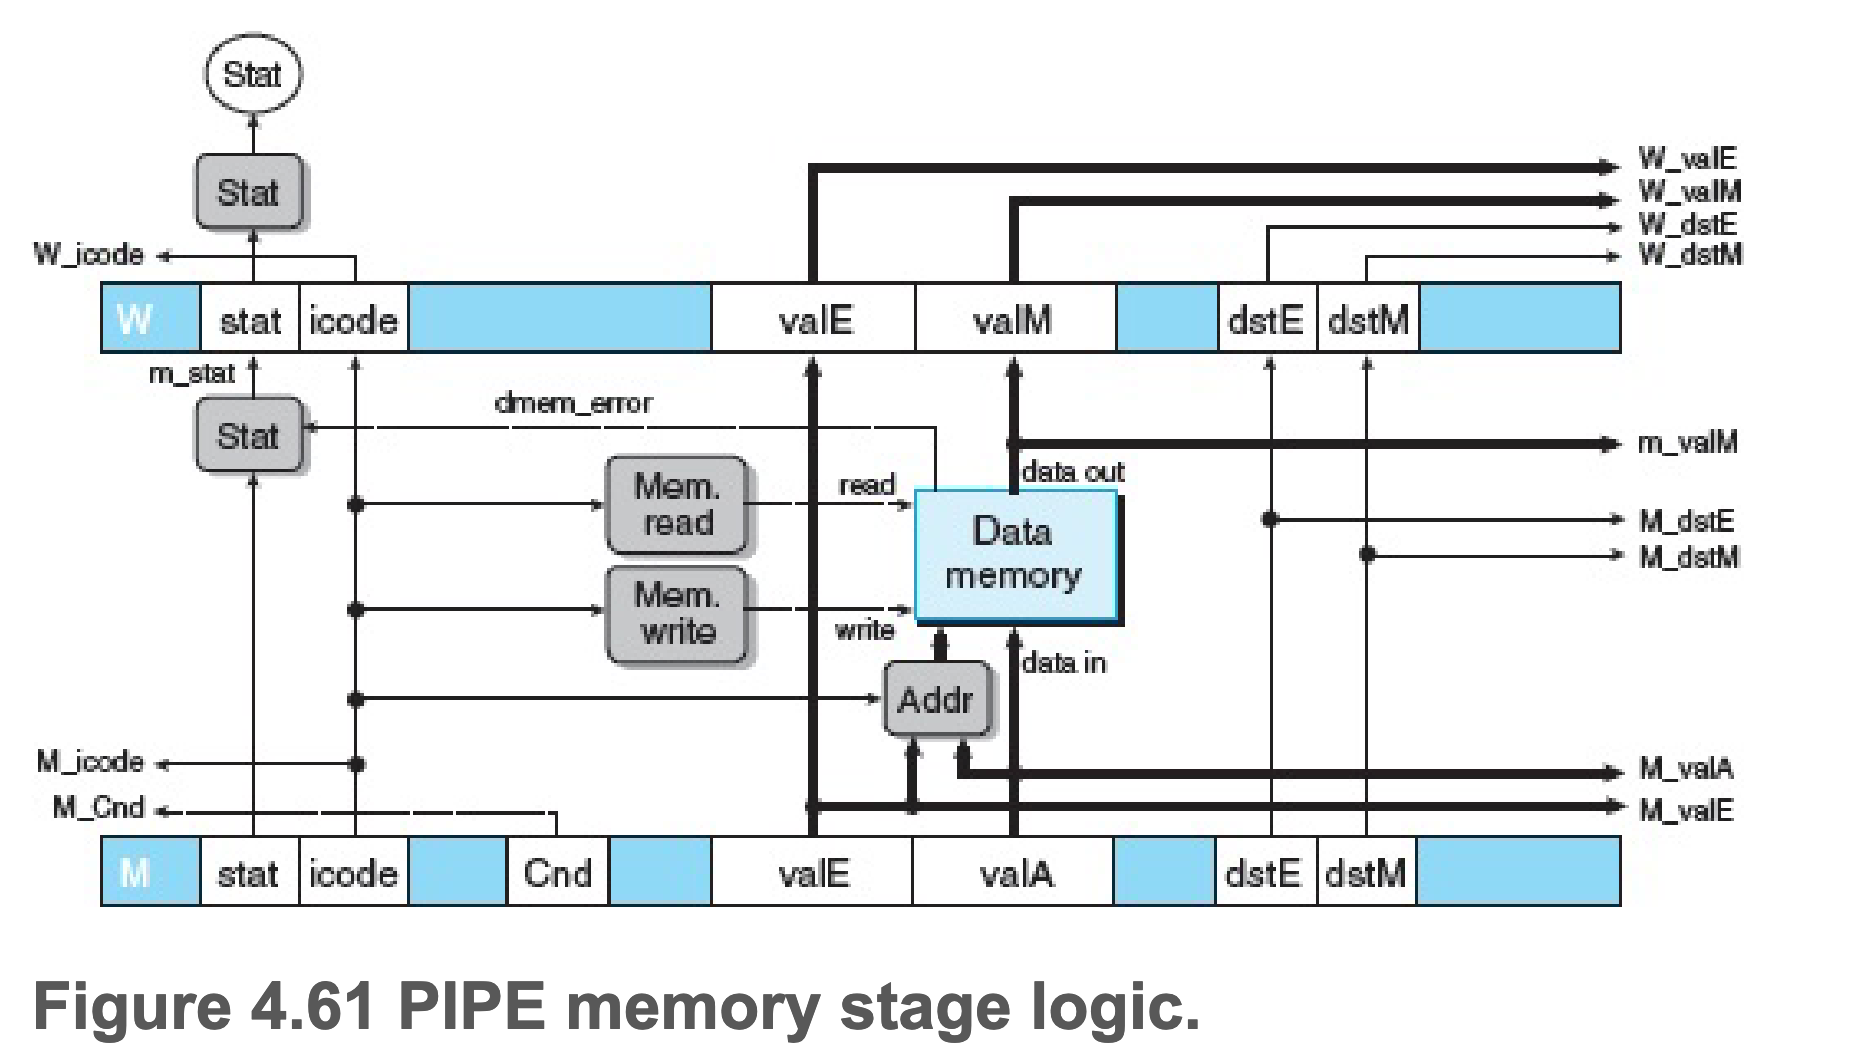 Stat
Stat
W_valE
W_valM
W_dstE
W_dstM
W_icode
W
stat
icode
valE
valM
dstE
dstM
m_stat
dmem_error
Stat
m_valM
data out
Mem.
read
read
Data
memory
M_dstE
M_dstM
Mem.
write
write
data in
Addr
M_icode
M_valA
M_Cnd
M_valE
M
stat
icode
Cnd
valE
valA
dstE
dstM
Figure 4.61 PIPE memory stage logic.